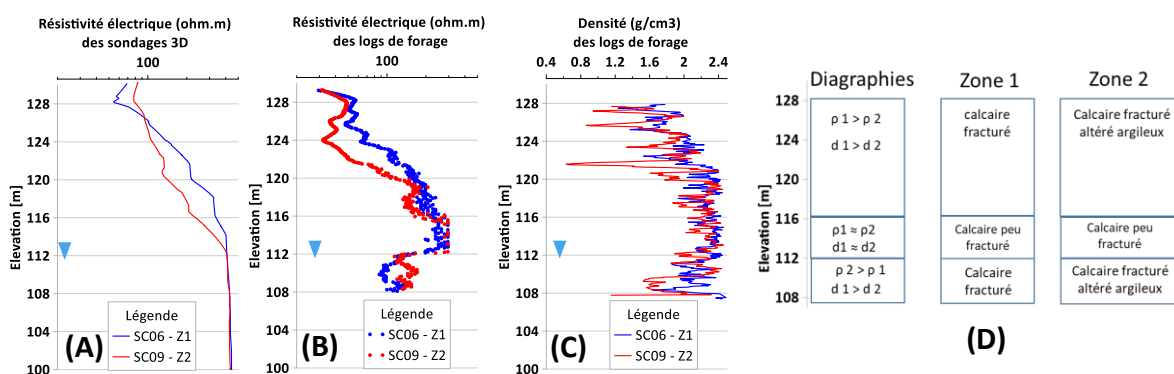 Résistivité électrique (ohm.m)
des sondages 3D
100
Elevation [m]
128
124
120
116
112
108
104
100
Légende
SC06 - Z1
SC09 - Z2
(A)
Résistivité électrique (ohm.m)
des logs de forage
100
Elevation [m]
128
124
120
116
112
108
104
100
Légende
SC06 - Z1
SC09 - Z2
(B)
Densité (g/cm3)
des logs de forage
0.4 0.8 1.2 1.6 2 2.4
Elevation [m]
128
124
120
116
112
108
104
100
Légende
SC06 - Z1
SC09 - Z2
(C)
Diagraphies Zone 1 Zone 2
Elevation [m]
128
124
120
116
112
108
ρ 1 > ρ 2
d 1 > d 2
calcaire
fracturé
Calcaire fracturé
altéré argileux
ρ1 ≈ ρ2
d1 ≈ d2
Calcaire peu
fracturé
Calcaire peu
fracturé
ρ 2 > ρ 1
d 1 > d 2
Calcaire
fracturé
Calcaire fracturé
altéré argileux
(D)